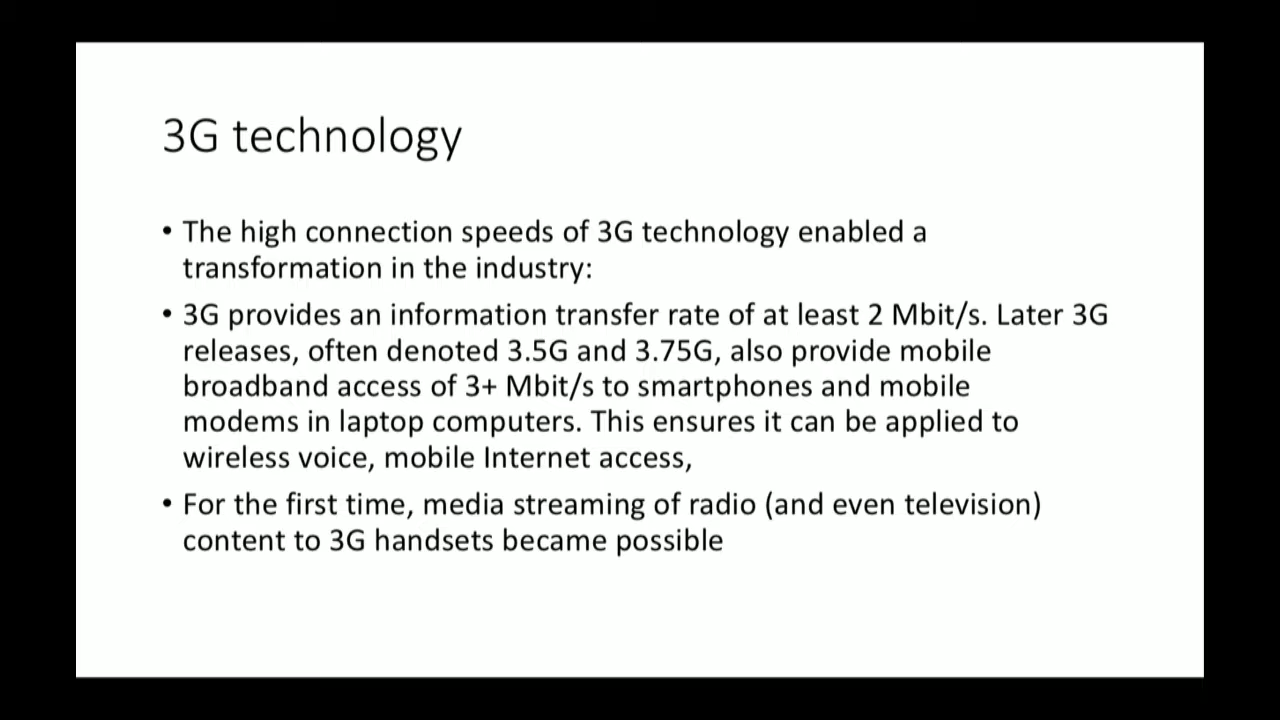 3G technology
• The high connection speeds of 3G technology enabled a
transformation in the industry:
• 3G provides an information transfer rate of at least 2 Mbit/s. Later 3G
releases, often denoted 3.5G and 3.75G, also provide mobile
broadband access of 3+ Mbit/s to smartphones and mobile
modems in laptop computers. This ensures it can be applied to
wireless voice, mobile Internet access,
• For the first time, media streaming of radio (and even television)
content to 3G handsets became possible